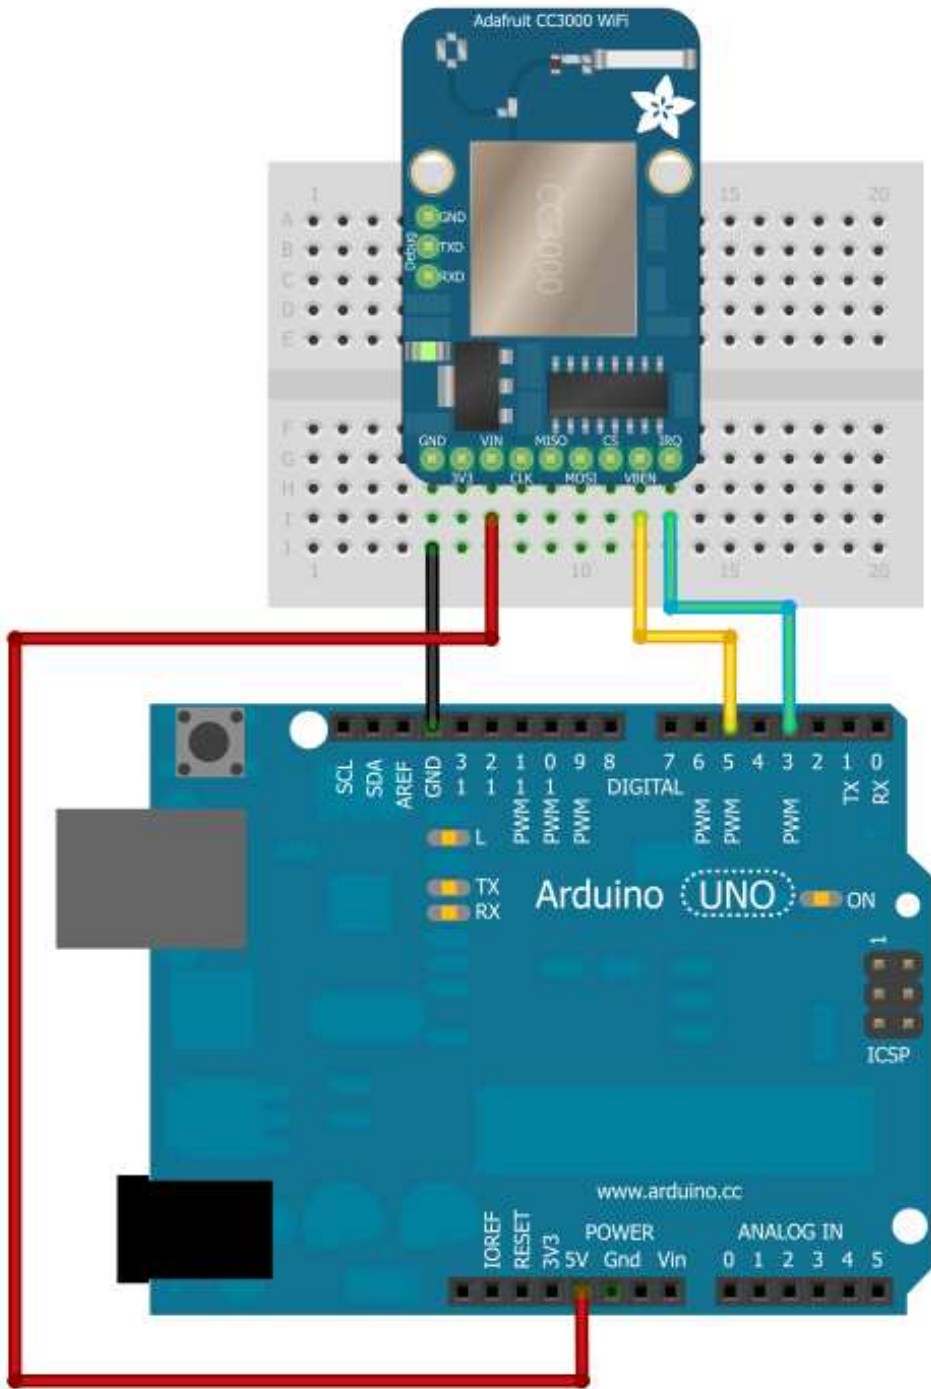 Adafruit CC3000 WiFi
1 15 20
A
GND
B
Debug
TXD
C
CC3000
RXD
D
E
F
GND VIN MISO CS IRQ
G
3V3 CLK MOSI VBEN
H
I
J
1 10 15 20
SCL
SDA
AREF
GND
13
12
11
10
9
8
7
6
5
4
3
2
1
0
DIGITAL
PWM
PWM
PWM
PWM
PWM
PWM
TX
RX
L
TX
RX
Arduino UNO
ON
1
ICSP
www.arduino.cc
POWER
ANALOG IN
IOREF
RESET
3V3
5V Gnd Vin
0 1 2 3 4 5